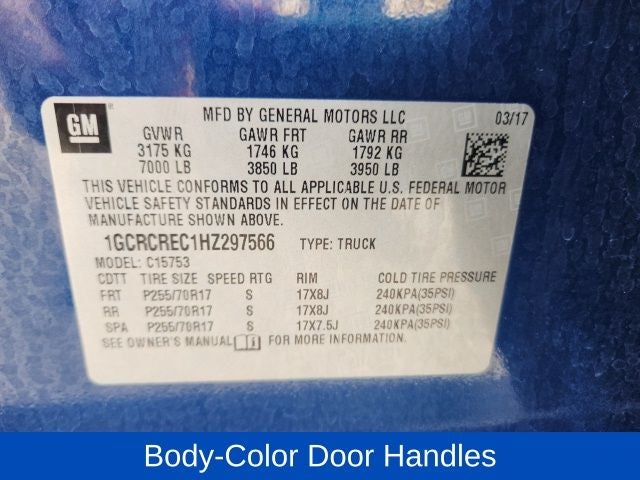 GM
MFD BY GENERAL MOTORS LLC 03/17
GVWR GAWR FRT GAWR RR
3175 KG 1746 KG 1792 KG
7000 LB 3850 LB 3950 LB
THIS VEHICLE CONFORMS TO ALL APPLICABLE U.S. FEDERAL MOTOR
VEHICLE SAFETY STANDARDS IN EFFECT ON THE DATE OF
MANUFACTURE SHOWN ABOVE.
1GCRCREC1HZ297566 TYPE: TRUCK
MODEL: C15753
CDTT TIRE SIZE SPEED RTG RIM COLD TIRE PRESSURE
FRT P255/70R17 S 17X8J 240KPA(35PSI)
RR P255/70R17 S 17X8J 240KPA(35PSI)
SPA P255/70R17 S 17X7.5J 240KPA(35PSI)
SEE OWNER'S MANUAL FOR MORE INFORMATION.
Body-Color Door Handles